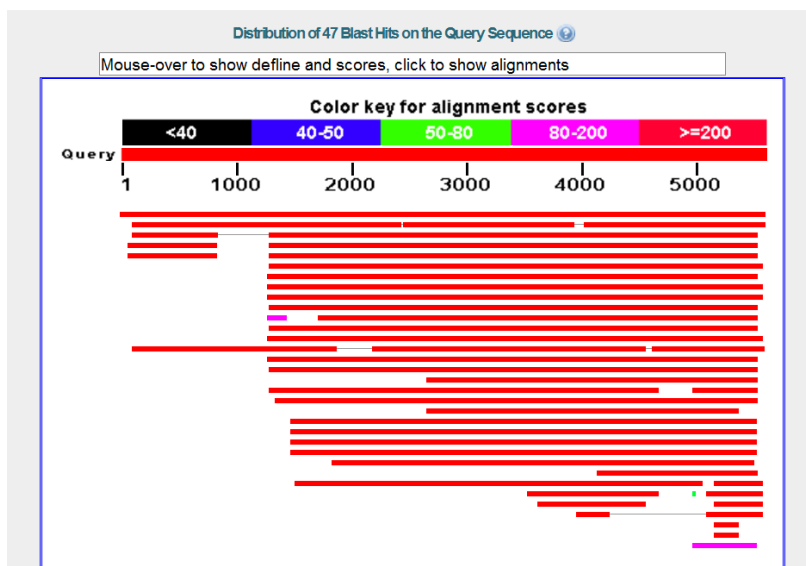 Distribution of 47 Blast Hits on the Query Sequence ?
Mouse-over to show defline and scores, click to show alignments
Color key for alignment scores
<40 40-50 50-80 80-200 >=200
Query
1 1000 2000 3000 4000 5000